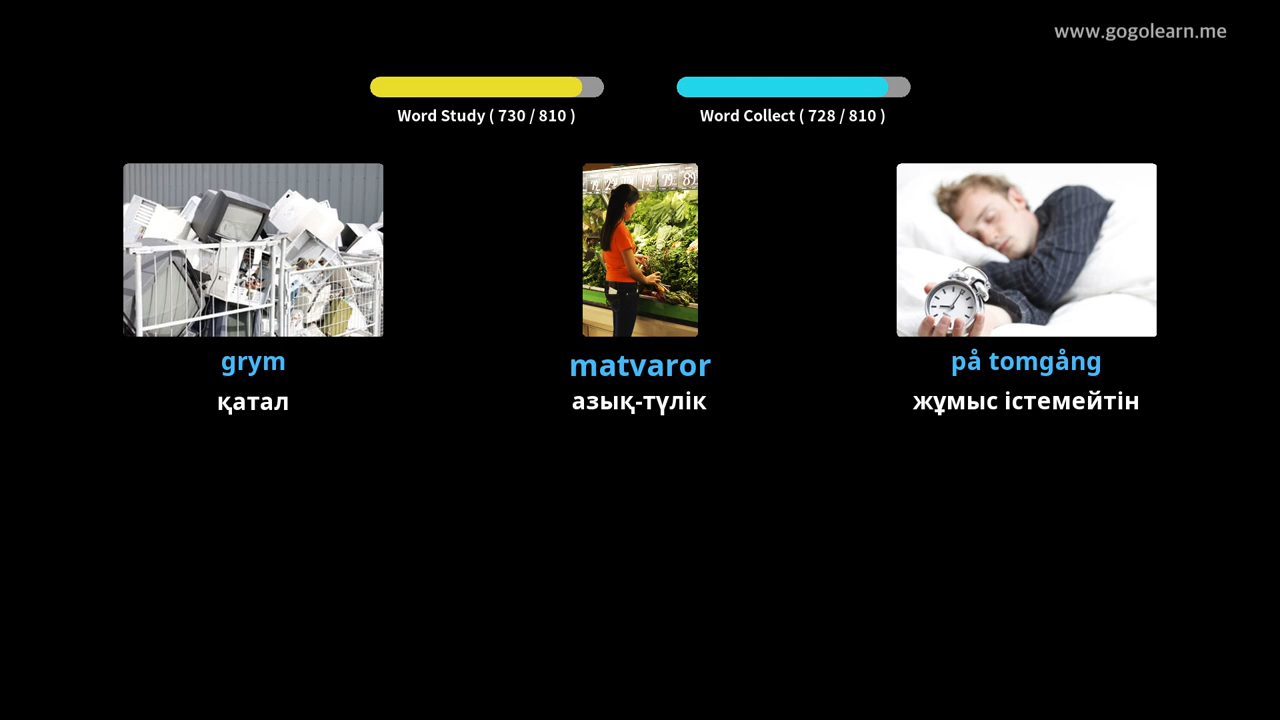 www.gogolearn.me
Word Study ( 730 / 810 )
Word Collect ( 728 / 810 )
grym
matvaror
på tomgång
қатал
азық-түлік
жұмыс істемейтін